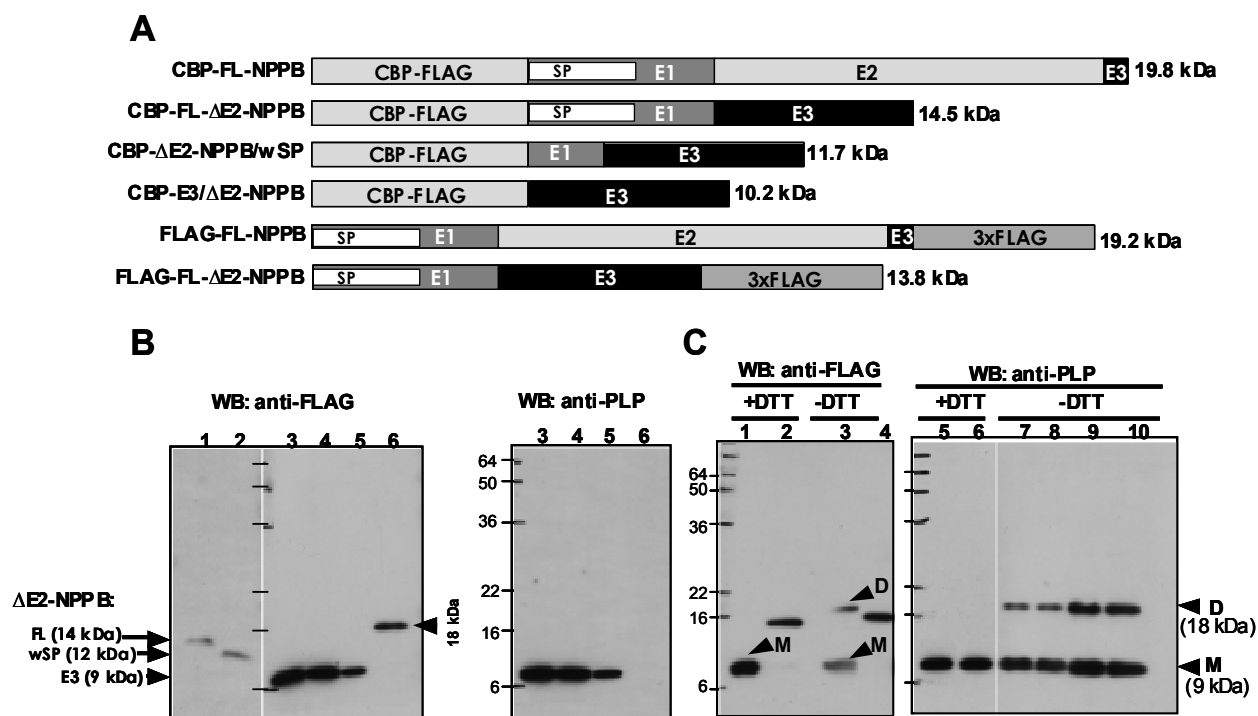 A
CBP-FL-NPPB CBP-FLAG SP E1 E2 E3 19.8 kDa
CBP-FL-ΔE2-NPPB CBP-FLAG SP E1 E3 14.5 kDa
CBP-ΔE2-NPPB/wSP CBP-FLAG E1 E3 11.7 kDa
CBP-E3/ΔE2-NPPB CBP-FLAG E3 10.2 kDa
FLAG-FL-NPPB SP E1 E2 E3 3xFLAG 19.2 kDa
FLAG-FL-ΔE2-NPPB SP E1 E3 3xFLAG 13.8 kDa
B
WB: anti-FLAG
1 2 3 4 5 6
ΔE2-NPPB:
FL (14 kDa)
wSP (12 kDa)
E3 (9 kDa)
18 kDa
WB: anti-PLP
3 4 5 6
64
50
36
22
16
6
C
WB: anti-FLAG
+DTT -DTT
1 2 3 4
64
50
36
22
16
6
D
M M
WB: anti-PLP
+DTT -DTT
5 6 7 8 9 10
D
(18 kDa)
M
(9 kDa)